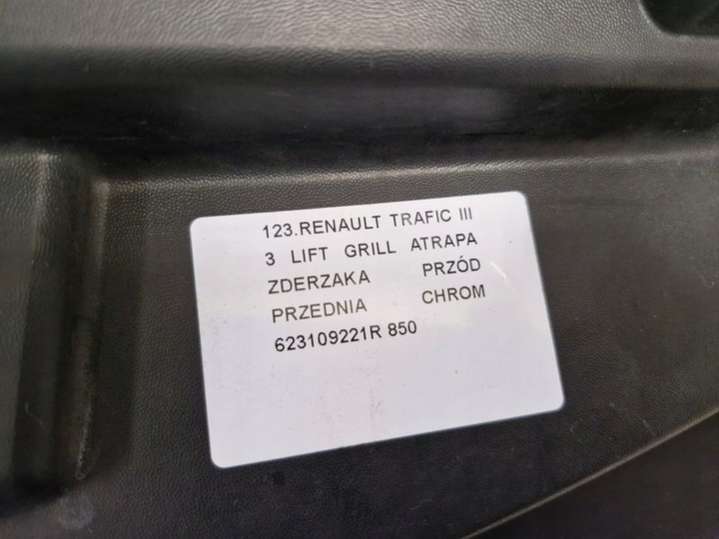 123.RENAULT TRAFIC III
3 LIFT GRILL ATRAPA
ZDERZAKA PRZÓD
PRZEDNIA CHROM
623109221R 850